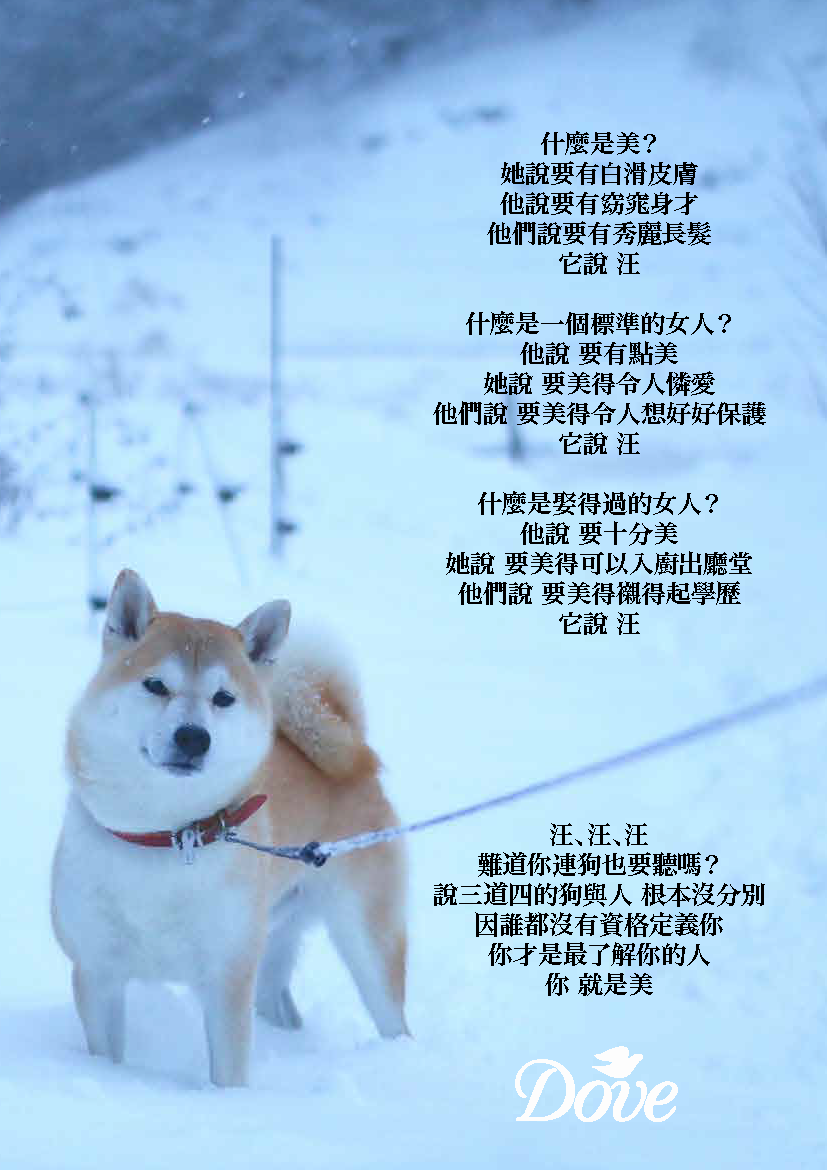 什麼是美？
她說要有白滑皮膚
他說要有窈窕身才
他們說要有秀麗長髮
它說 汪
什麼是一個標準的女人？
他說 要有點美
她說 要美得令人憐愛
他們說 要美得令人想好好保護
它說 汪
什麼是娶得過的女人？
他說 要十分美
她說 要美得可以入廚出廳堂
他們說 要美得襯得起學歷
它說 汪
汪、汪、汪
難道你連狗也要聽嗎？
說三道四的狗與人 根本沒分別
因誰都沒有資格定義你
你才是最了解你的人
你 就是美
Dove